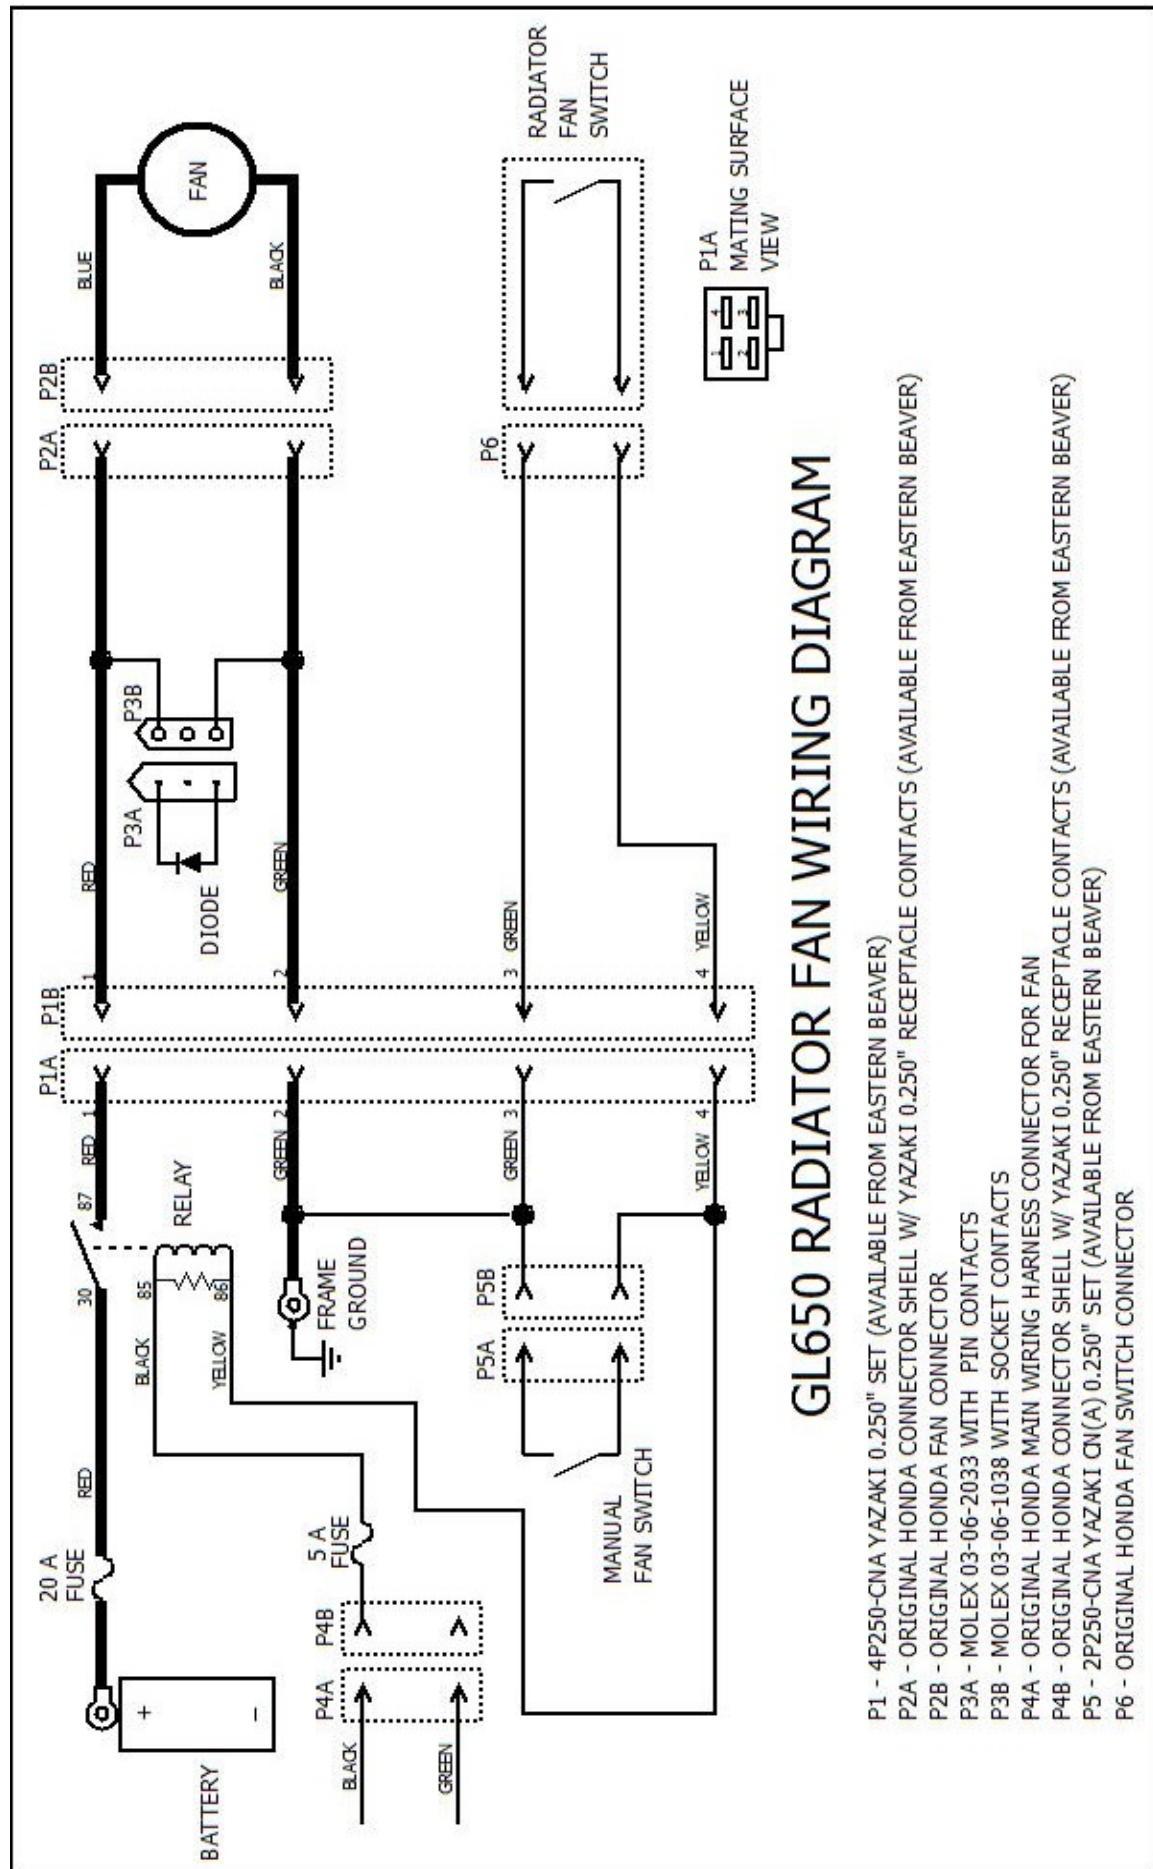 20 A
FUSE
RED
30
87
RED
1
P1A
P1B
1
RED
P3A
P3B
P2A
P2B
BLUE
FAN
BLACK
BATTERY
+
-
BLACK
85
86
YELLOW
RELAY
DIODE
GREEN
2
2
GREEN
FRAME
GROUND
P4A
P4B
5 A
FUSE
BLACK
GREEN
P5A
P5B
GREEN
3
3
GREEN
P6
RADIATOR
FAN
SWITCH
MANUAL
FAN SWITCH
YELLOW
4
4
YELLOW
P1A
MATING SURFACE
VIEW
1
4
2
3
GL650 RADIATOR FAN WIRING DIAGRAM
P1 - 4P250-CNA YAZAKI 0.250" SET (AVAILABLE FROM EASTERN BEAVER)
P2A - ORIGINAL HONDA CONNECTOR SHELL W/ YAZAKI 0.250" RECEPTACLE CONTACTS (AVAILABLE FROM EASTERN BEAVER)
P2B - ORIGINAL HONDA FAN CONNECTOR
P3A - MOLEX 03-06-2033 WITH PIN CONTACTS
P3B - MOLEX 03-06-1038 WITH SOCKET CONTACTS
P4A - ORIGINAL HONDA MAIN WIRING HARNESS CONNECTOR FOR FAN
P4B - ORIGINAL HONDA CONNECTOR SHELL W/ YAZAKI 0.250" RECEPTACLE CONTACTS (AVAILABLE FROM EASTERN BEAVER)
P5 - 2P250-CNA YAZAKI CN(A) 0.250" SET (AVAILABLE FROM EASTERN BEAVER)
P6 - ORIGINAL HONDA FAN SWITCH CONNECTOR